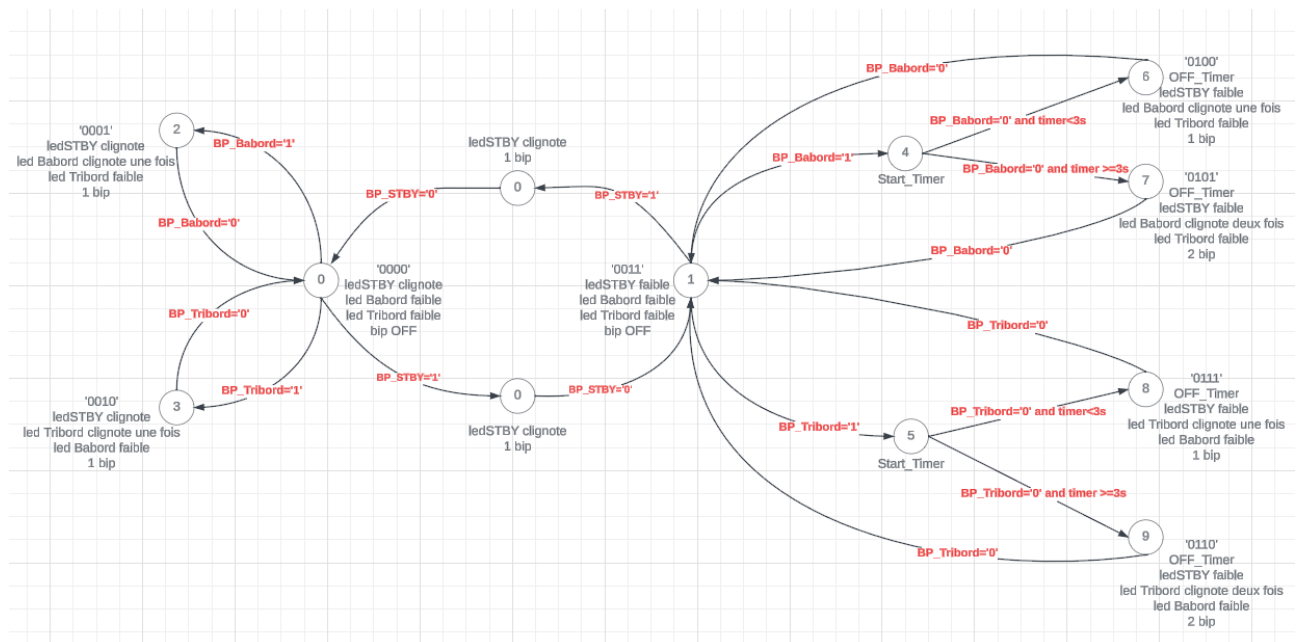 2
'0001'
ledSTBY clignote
led Babord clignote une fois
led Tribord faible
1 bip
BP_Babord='1'
BP_Babord='0'
BP_Tribord='0'
BP_Tribord='1'
3
'0010'
ledSTBY clignote
led Tribord clignote une fois
led Babord faible
1 bip
0
'0000'
ledSTBY clignote
led Babord faible
led Tribord faible
bip OFF
ledSTBY clignote
1 bip
0
BP_STBY='0'
BP_STBY='1'
BP_STBY='1'
BP_STBY='0'
0
ledSTBY clignote
1 bip
1
'0011'
ledSTBY faible
led Babord faible
led Tribord faible
bip OFF
BP_Babord='0'
BP_Babord='1'
4
Start_Timer
BP_Babord='0' and timer<3s
BP_Babord='0' and timer >=3s
6
'0100'
OFF_Timer
ledSTBY faible
led Babord clignote une fois
led Tribord faible
1 bip
7
'0101'
OFF_Timer
ledSTBY faible
led Babord clignote deux fois
led Tribord faible
2 bip
BP_Babord='0'
BP_Tribord='0'
BP_Tribord='1'
5
Start_Timer
BP_Tribord='0' and timer<3s
BP_Tribord='0' and timer >=3s
8
'0111'
OFF_Timer
ledSTBY faible
led Tribord clignote une fois
led Babord faible
1 bip
BP_Tribord='0'
9
'0110'
OFF_Timer
ledSTBY faible
led Tribord clignote deux fois
led Babord faible
2 bip